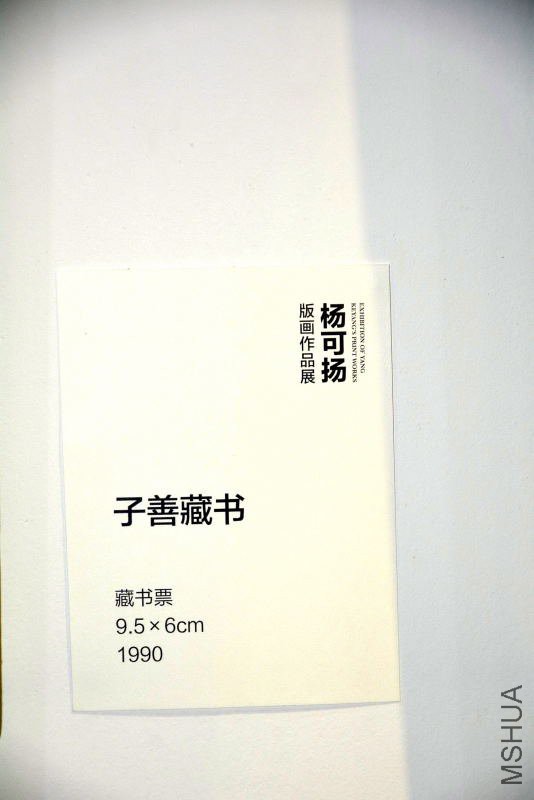 EXHIBITION OF YANG
KEYANG'S PRINT WORKS
杨可扬
版画作品展
子善藏书
藏书票
9.5×6cm
1990
MSHUA